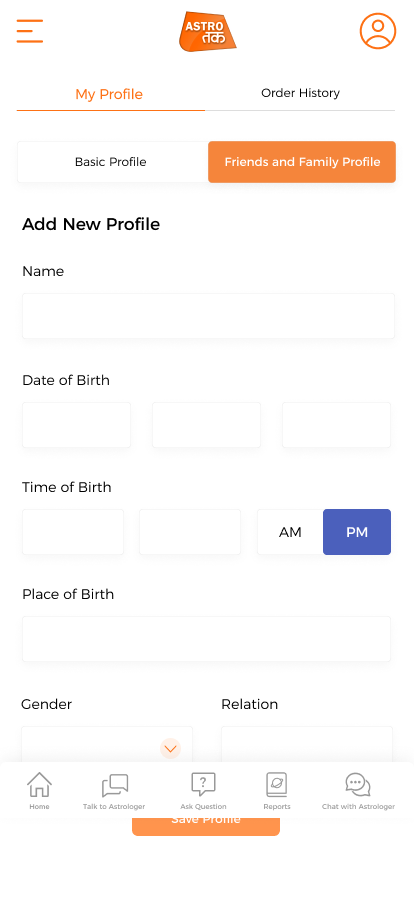 ASTRO
तक
My Profile
Order History
Basic Profile
Friends and Family Profile
Add New Profile
Name
Date of Birth
Time of Birth
AM
PM
Place of Birth
Gender
Relation
Home
Talk to Astrologer
Ask Question
Reports
Chat with Astrologer
Save Profile